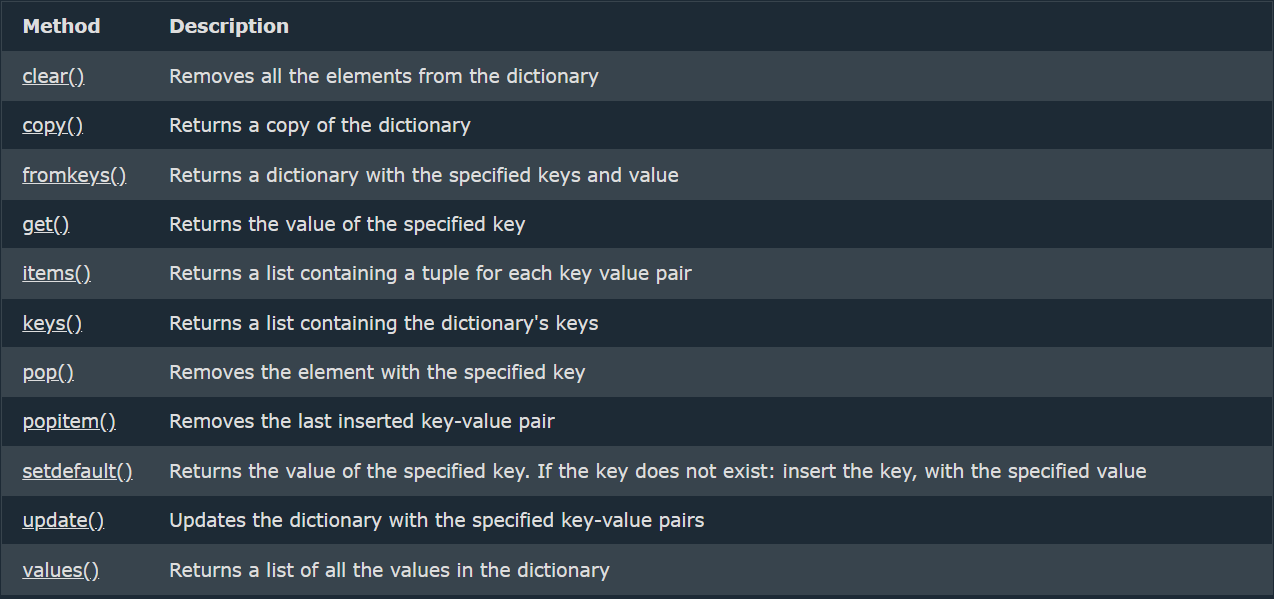 Method Description
clear() Removes all the elements from the dictionary
copy() Returns a copy of the dictionary
fromkeys() Returns a dictionary with the specified keys and value
get() Returns the value of the specified key
items() Returns a list containing a tuple for each key value pair
keys() Returns a list containing the dictionary's keys
pop() Removes the element with the specified key
popitem() Removes the last inserted key-value pair
setdefault() Returns the value of the specified key. If the key does not exist: insert the key, with the specified value
update() Updates the dictionary with the specified key-value pairs
values() Returns a list of all the values in the dictionary